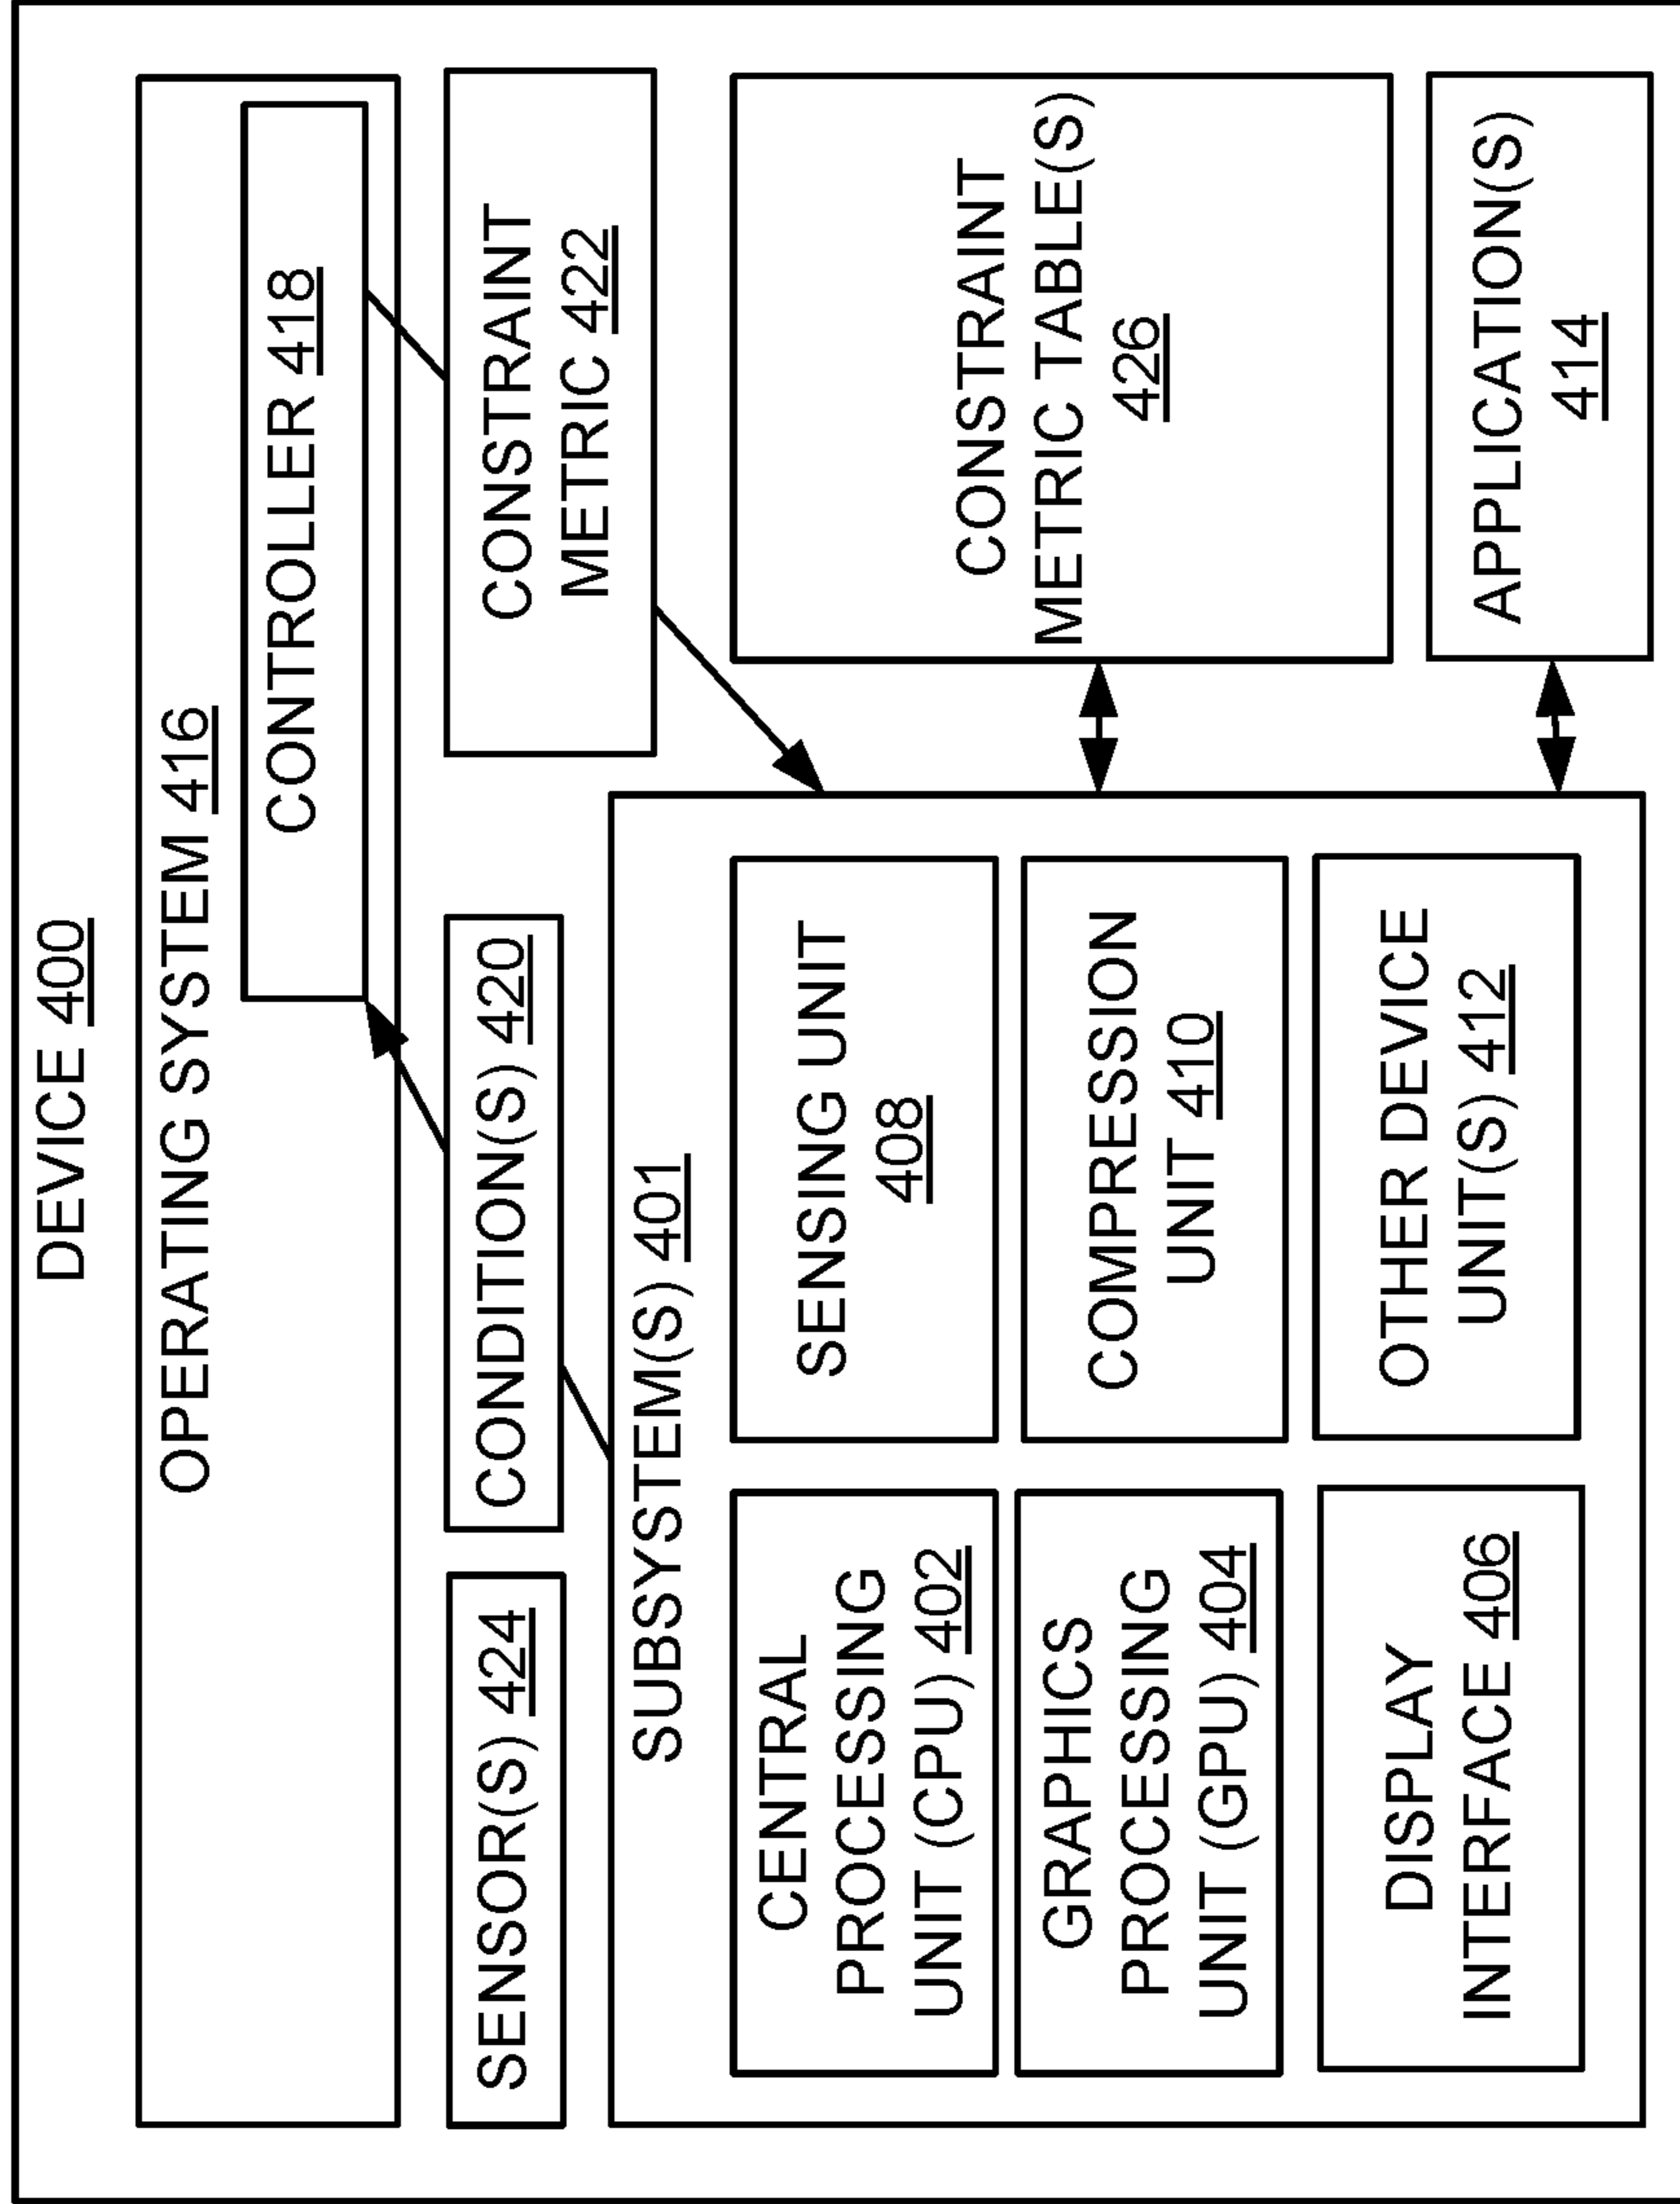 DEVICE 400
OPERATING SYSTEM 416
CONTROLLER 418
SENSOR(S) 424
CONDITION(S) 420
CONSTRAINT
METRIC 422
SUBSYSTEM(S) 401
CENTRAL
PROCESSING
UNIT (CPU) 402
SENSING UNIT
408
GRAPHICS
PROCESSING
UNIT (GPU) 404
COMPRESSION
UNIT 410
DISPLAY
INTERFACE 406
OTHER DEVICE
UNIT(S) 412
CONSTRAINT
METRIC TABLE(S)
426
APPLICATION(S)
414